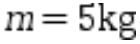 m = 5kg